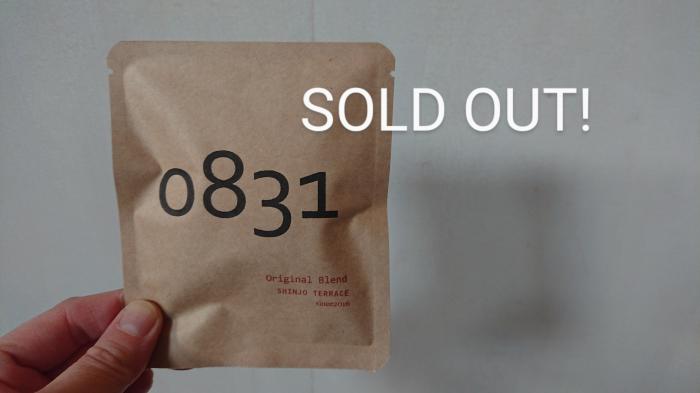 SOLD OUT!
0831
Original Blend
SHINJO TERRACE